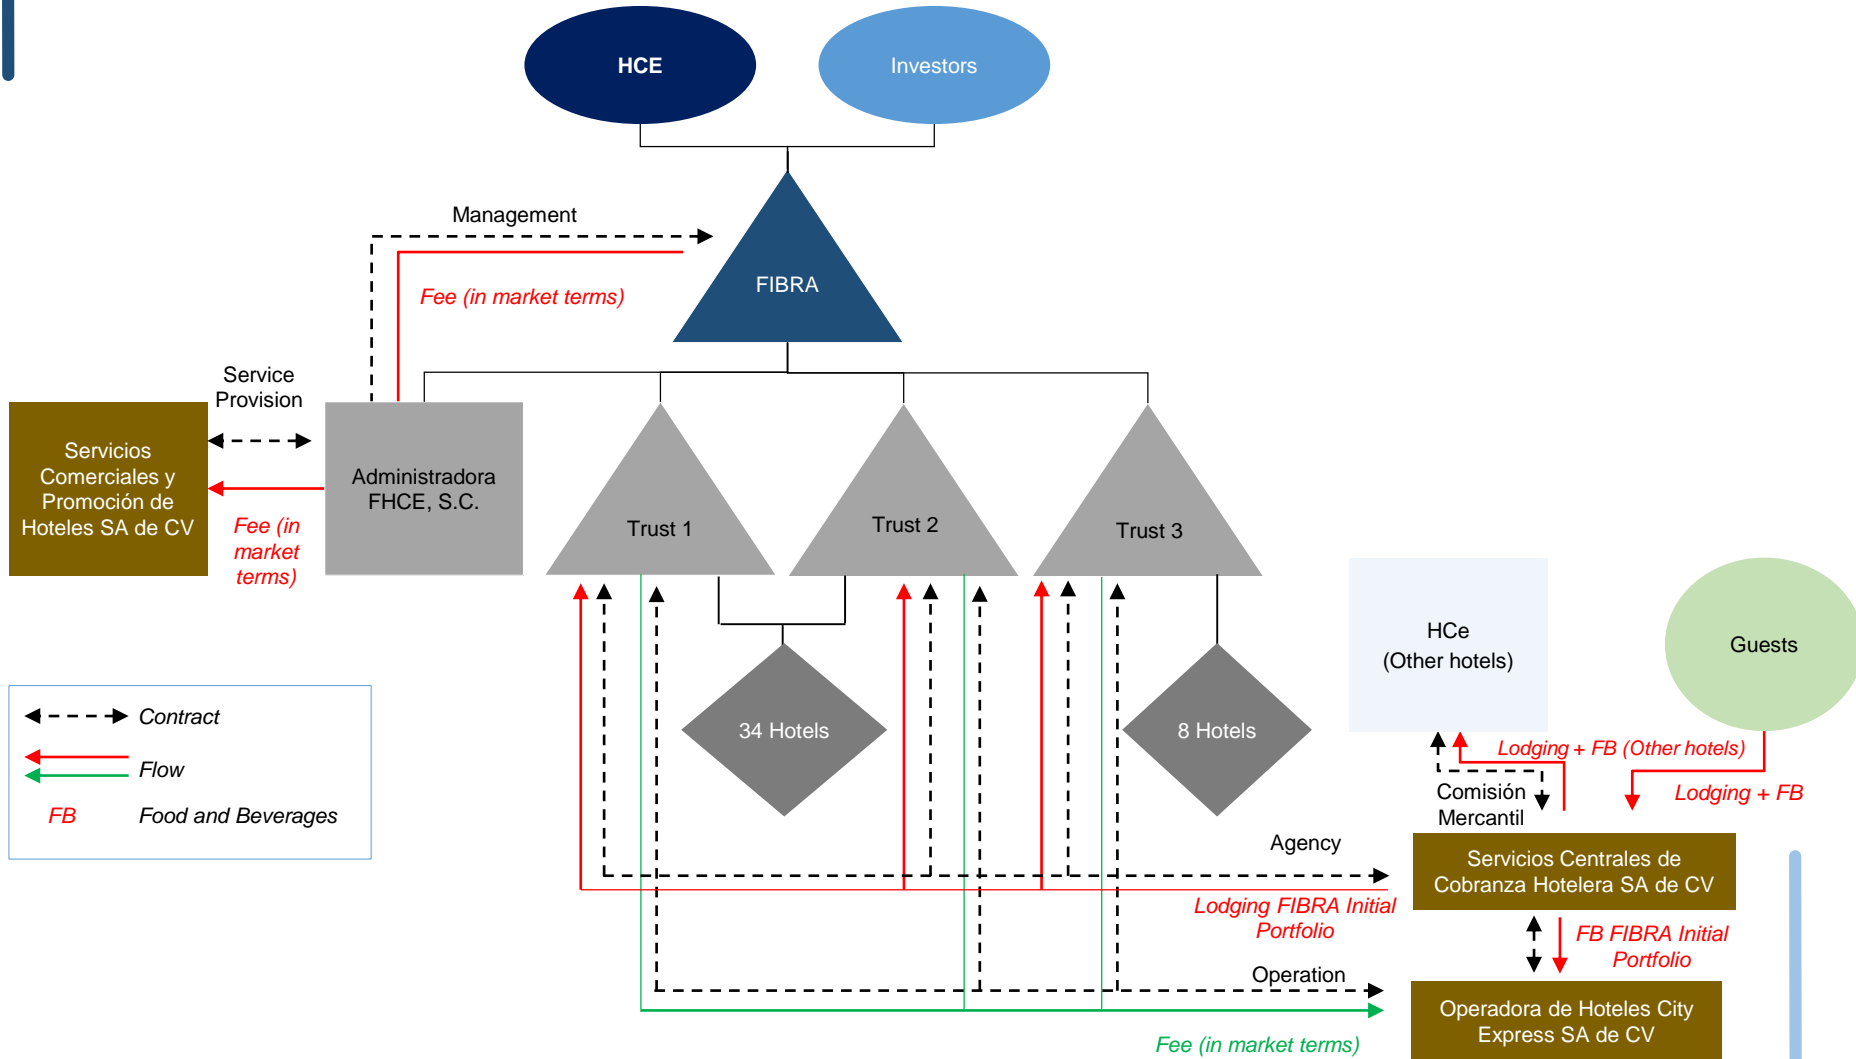 HCE
Investors
Management
Fee (in market terms)
FIBRA
Service
Provision
Servicios
Comerciales y
Promoción de
Hoteles SA de CV
Fee (in
market
terms)
Administradora
FHCE, S.C.
Trust 1
Trust 2
Trust 3
34 Hotels
8 Hotels
HCe
(Other hotels)
Guests
Contract
Flow
FB
Food and Beverages
Lodging + FB (Other hotels)
Lodging + FB
Comisión
Mercantil
Agency
Servicios Centrales de
Cobranza Hotelera SA de CV
Lodging FIBRA Initial
Portfolio
FB FIBRA Initial
Portfolio
Operation
Operadora de Hoteles City
Express SA de CV
Fee (in market terms)